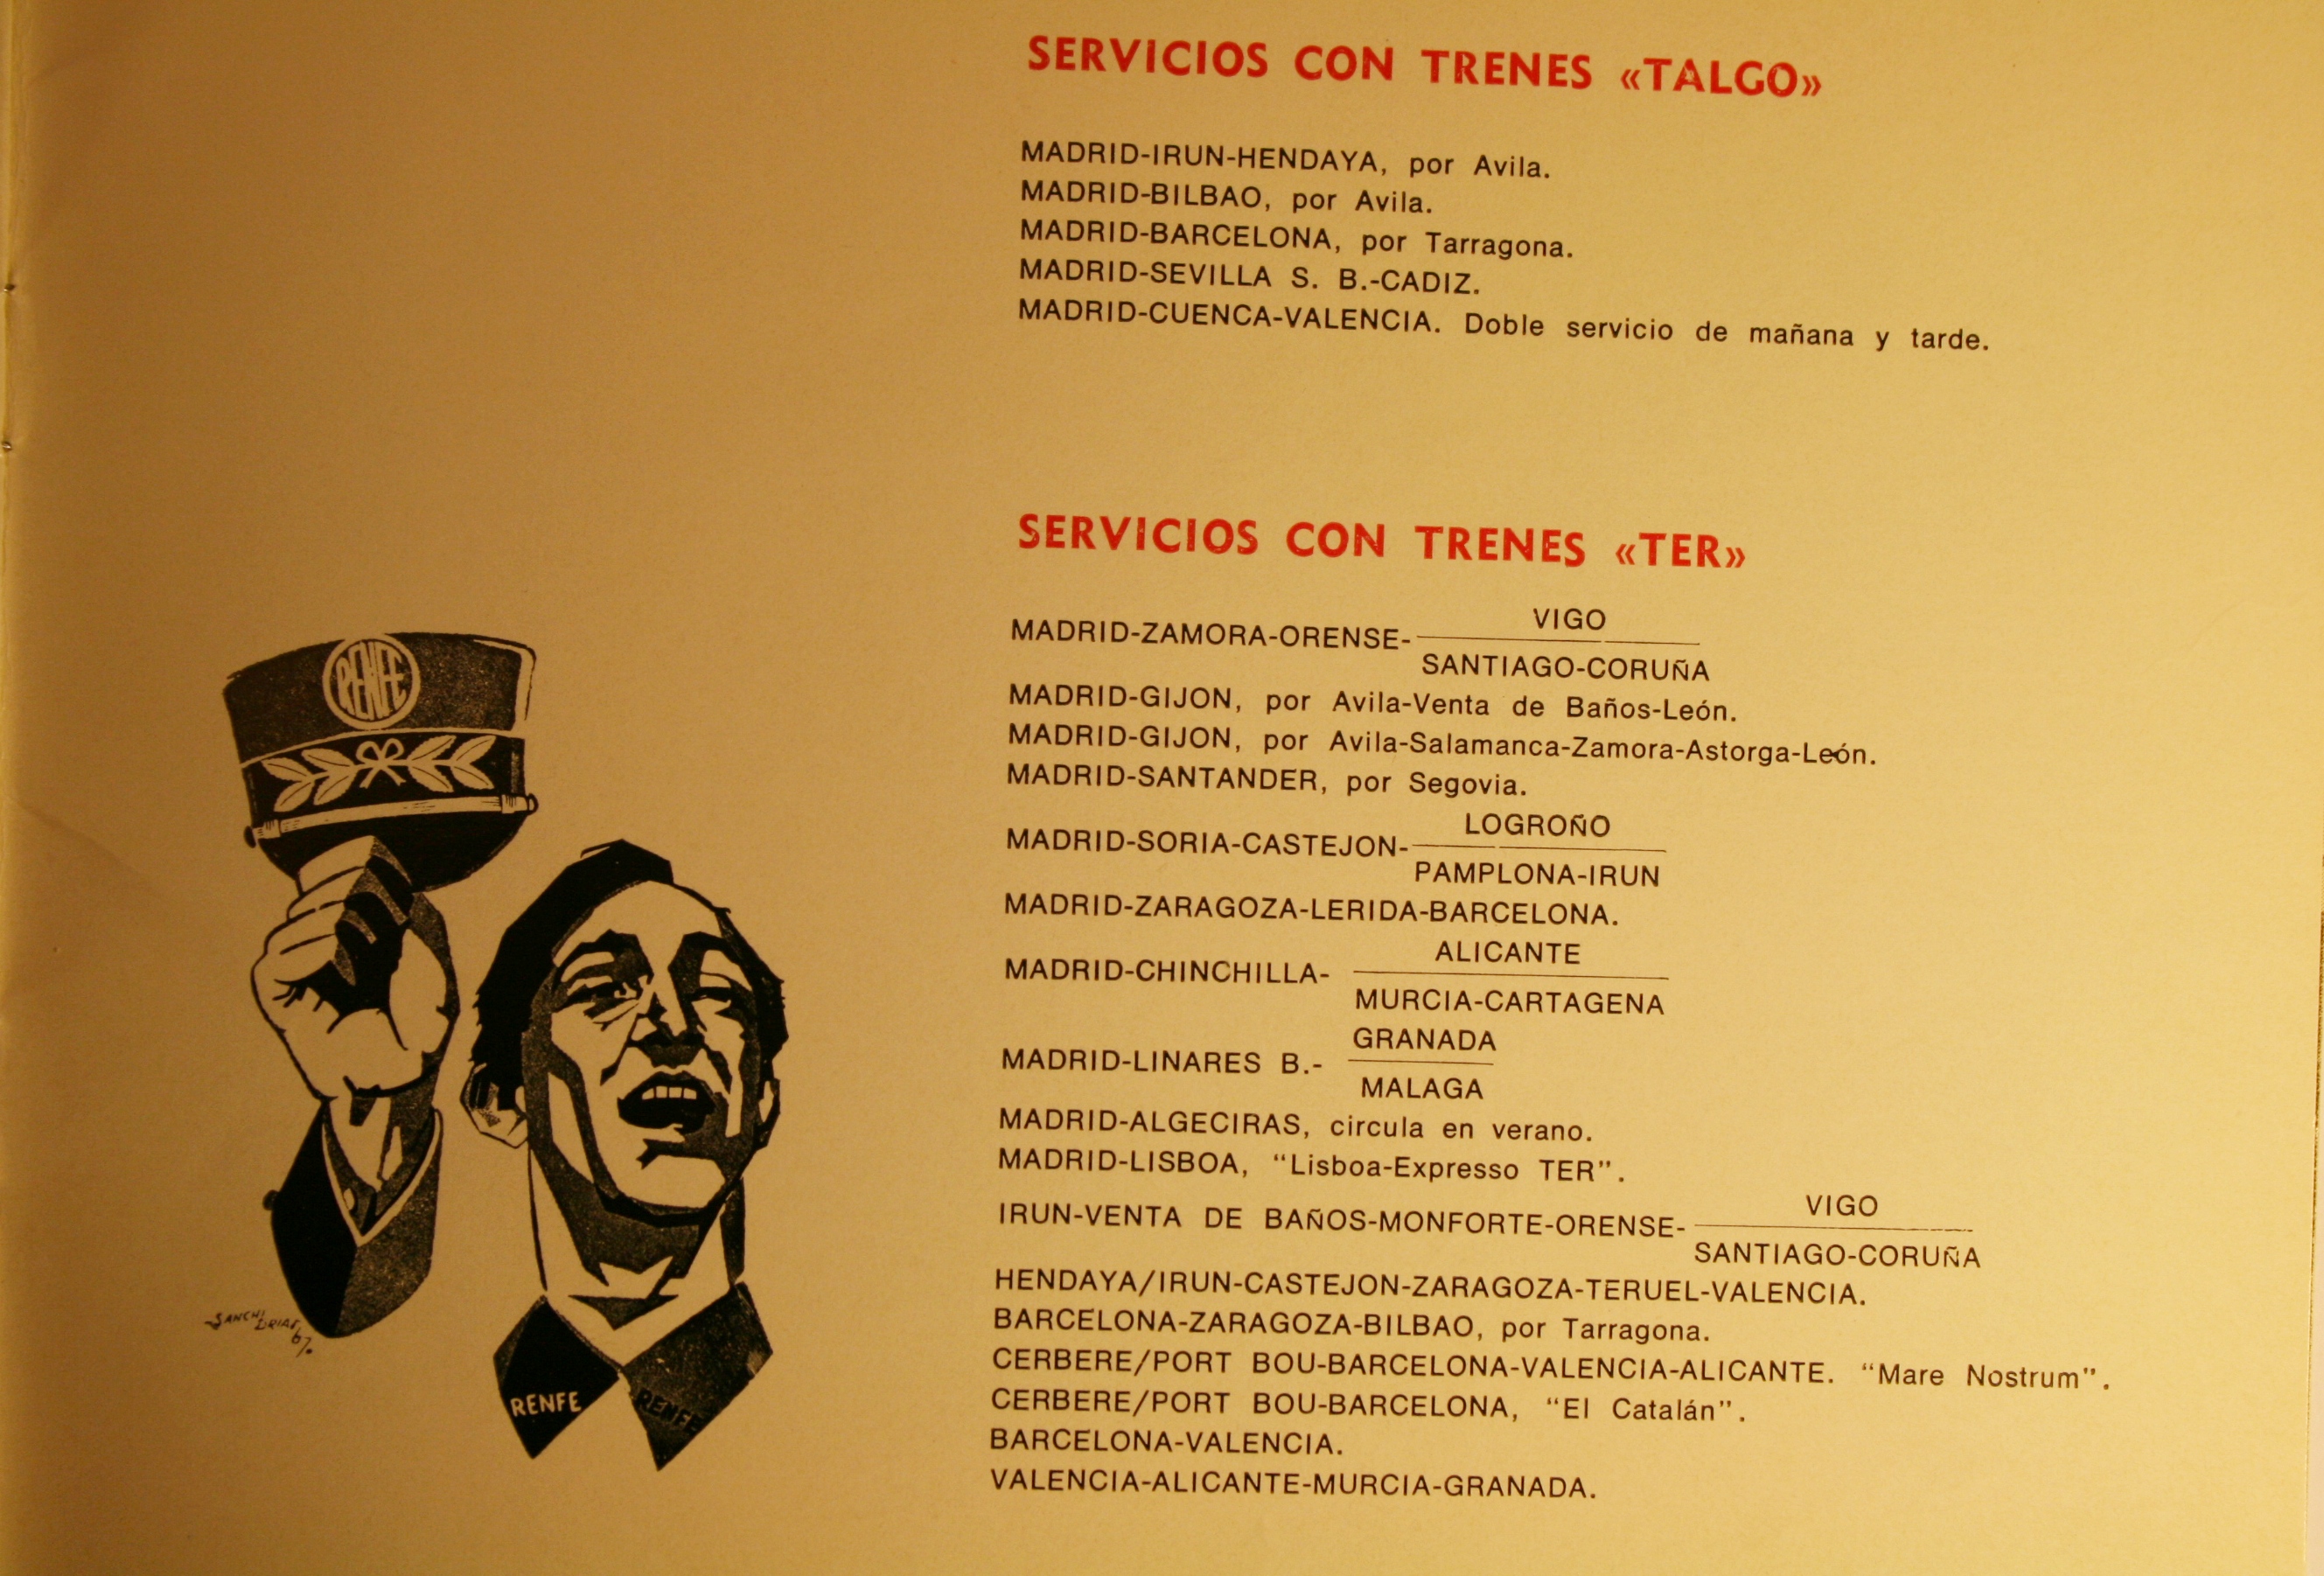 SERVICIOS CON TRENES «TALGO»
MADRID-IRUN-HENDAYA, por Avila.
MADRID-BILBAO, por Avila.
MADRID-BARCELONA, por Tarragona.
MADRID-SEVILLA S. B.-CADIZ.
MADRID-CUENCA-VALENCIA. Doble servicio de mañana y tarde.
SERVICIOS CON TRENES «TER»
VIGO
MADRID-ZAMORA-ORENSE-
SANTIAGO-CORUÑA
MADRID-GIJON, por Avila-Venta de Baños-León.
MADRID-GIJON, por Avila-Salamanca-Zamora-Astorga-León.
MADRID-SANTANDER, por Segovia.
LOGROÑO
MADRID-SORIA-CASTEJON-
PAMPLONA-IRUN
MADRID-ZARAGOZA-LERIDA-BARCELONA.
ALICANTE
MADRID-CHINCHILLA-
MURCIA-CARTAGENA
GRANADA
MADRID-LINARES B.-
MALAGA
MADRID-ALGECIRAS, circula en verano.
MADRID-LISBOA, “Lisboa-Expresso TER”.
VIGO
IRUN-VENTA DE BAÑOS-MONFORTE-ORENSE-
SANTIAGO-CORUÑA
HENDAYA/IRUN-CASTEJON-ZARAGOZA-TERUEL-VALENCIA.
BARCELONA-ZARAGOZA-BILBAO, por Tarragona.
CERBERE/PORT BOU-BARCELONA-VALENCIA-ALICANTE. “Mare Nostrum”.
CERBERE/PORT BOU-BARCELONA, “El Catalán”.
BARCELONA-VALENCIA.
VALENCIA-ALICANTE-MURCIA-GRANADA.
RENFE
67.
RENFE
RENFE